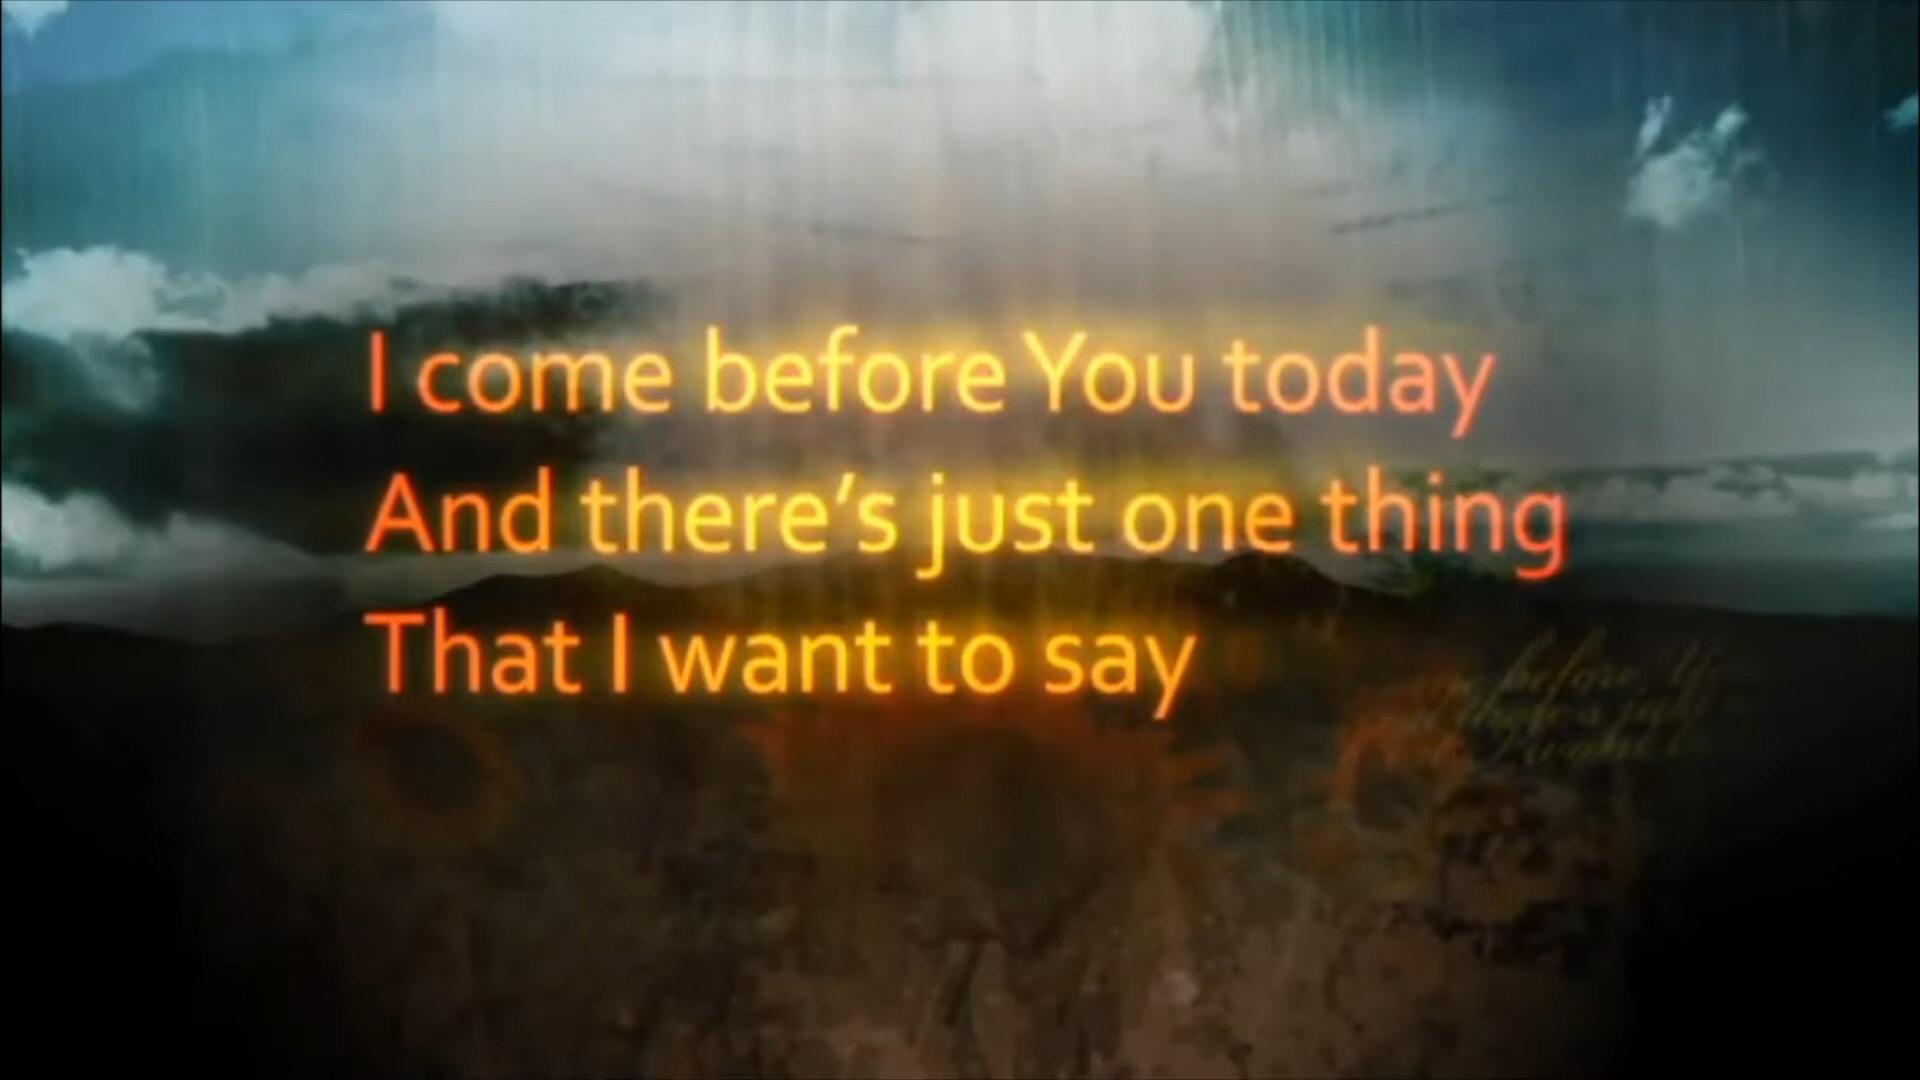 I come before You today
And there's just one thing
That I want to say